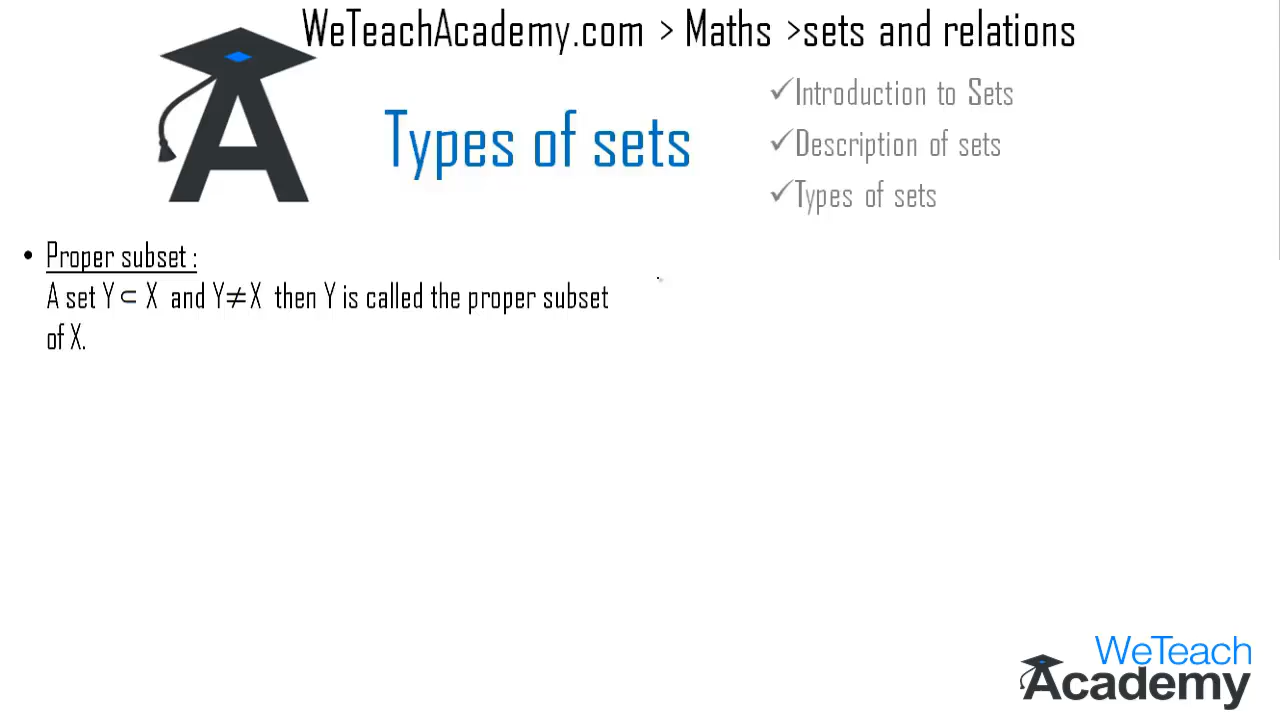 WeTeachAcademy.com > Maths >sets and relations
Types of sets
✓Introduction to Sets
✓Description of sets
✓Types of sets
• Proper subset :
A set Y ⊂ X and Y≠X then Y is called the proper subset
of X.
WeTeach
Academy